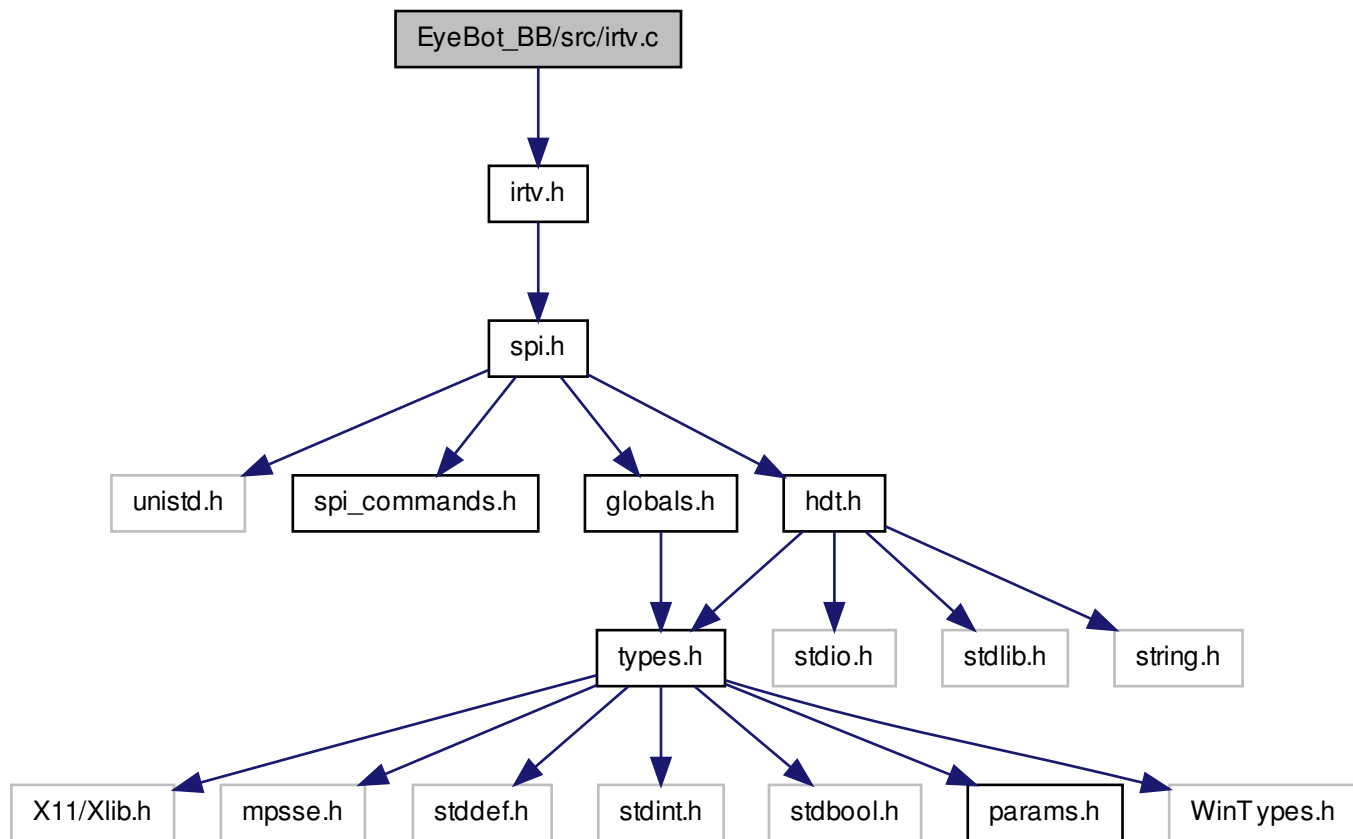 EyeBot_BB/src/irtv.c
irtv.h
spi.h
unistd.h
spi_commands.h
globals.h
hdt.h
types.h
stdio.h
stdlib.h
string.h
X11/Xlib.h
mpsse.h
stddef.h
stdint.h
stdbool.h
params.h
WinTypes.h